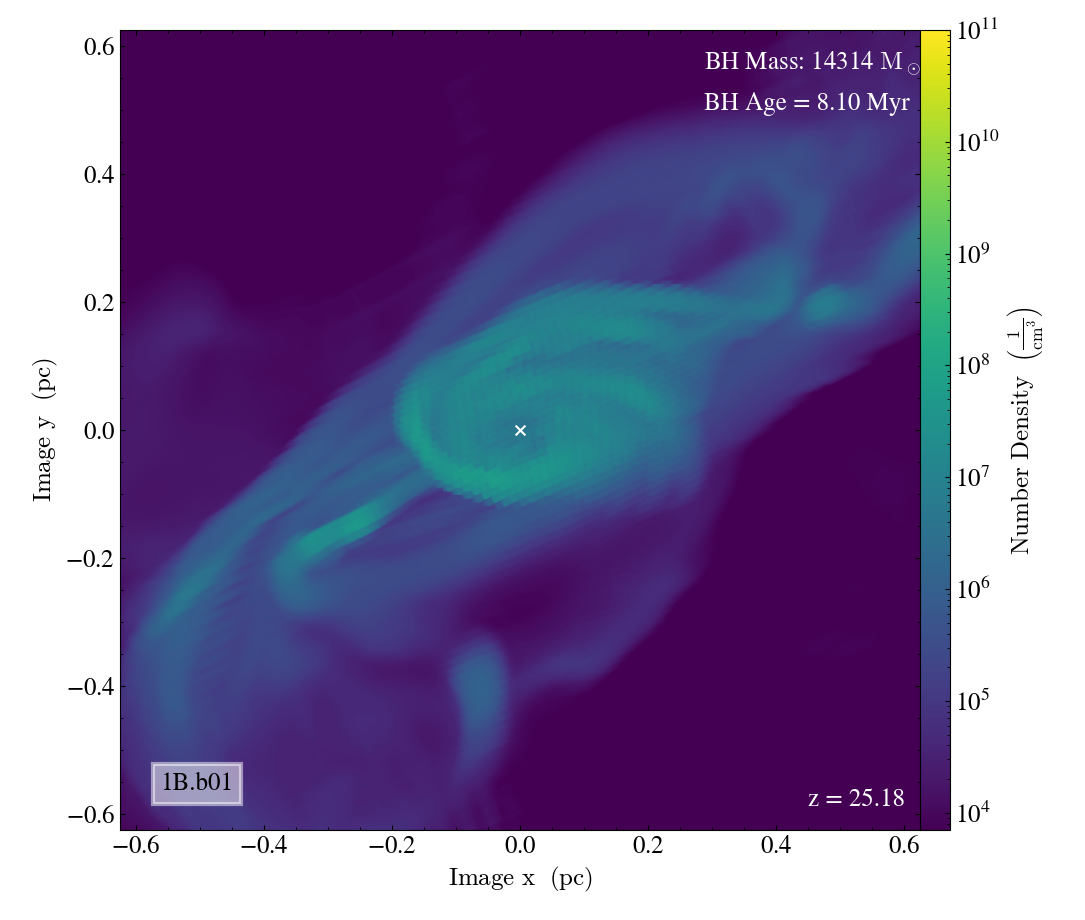 BH Mass: 14314 M⊙
BH Age = 8.10 Myr
1B.b01
z = 25.18
0.6
0.4
0.2
0.0
−0.2
−0.4
−0.6
Image y (pc)
−0.6 −0.4 −0.2 0.0 0.2 0.4 0.6
Image x (pc)
10¹¹
10¹⁰
10⁹
10⁸
10⁷
10⁶
10⁵
10⁴
Number Density (1/cm³)